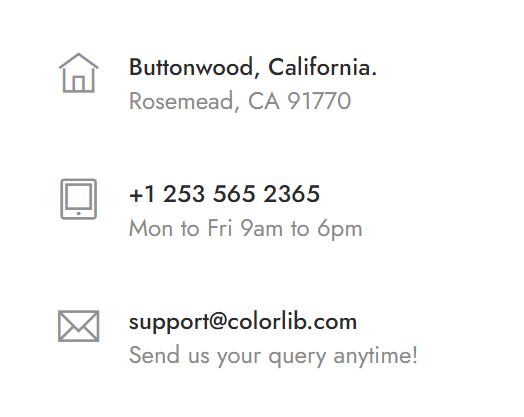 Buttonwood, California.
Rosemead, CA 91770
+1 253 565 2365
Mon to Fri 9am to 6pm
support@colorlib.com
Send us your query anytime!